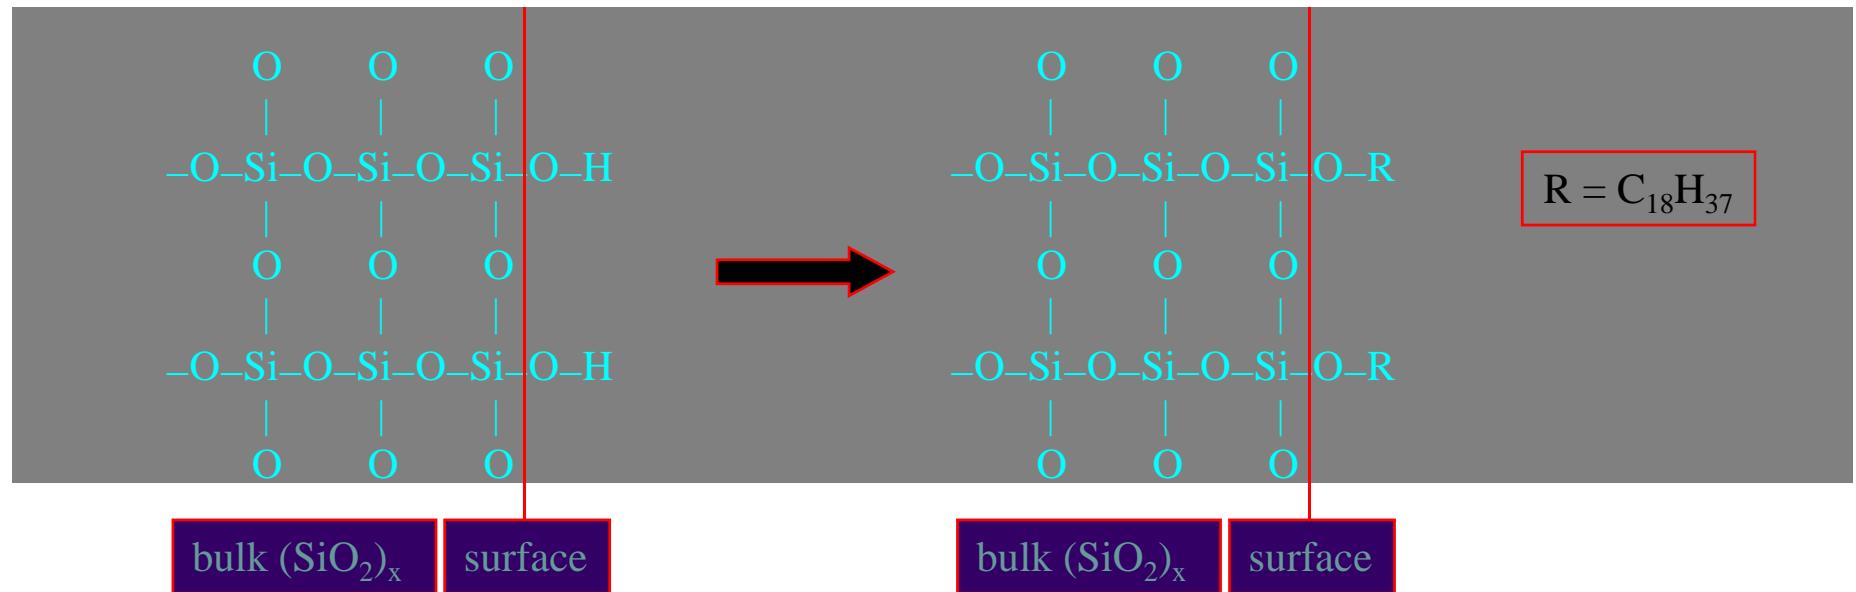 O O O O O O
| | | | | |
–O–Si–O–Si–O–Si–O–H –O–Si–O–Si–O–Si–O–R
R = C₁₈H₃₇
| | | | | |
O O O O O O
| | | | | |
–O–Si–O–Si–O–Si–O–H –O–Si–O–Si–O–Si–O–R
| | | | | |
O O O O O O
bulk (SiO₂)ₓ surface bulk (SiO₂)ₓ surface